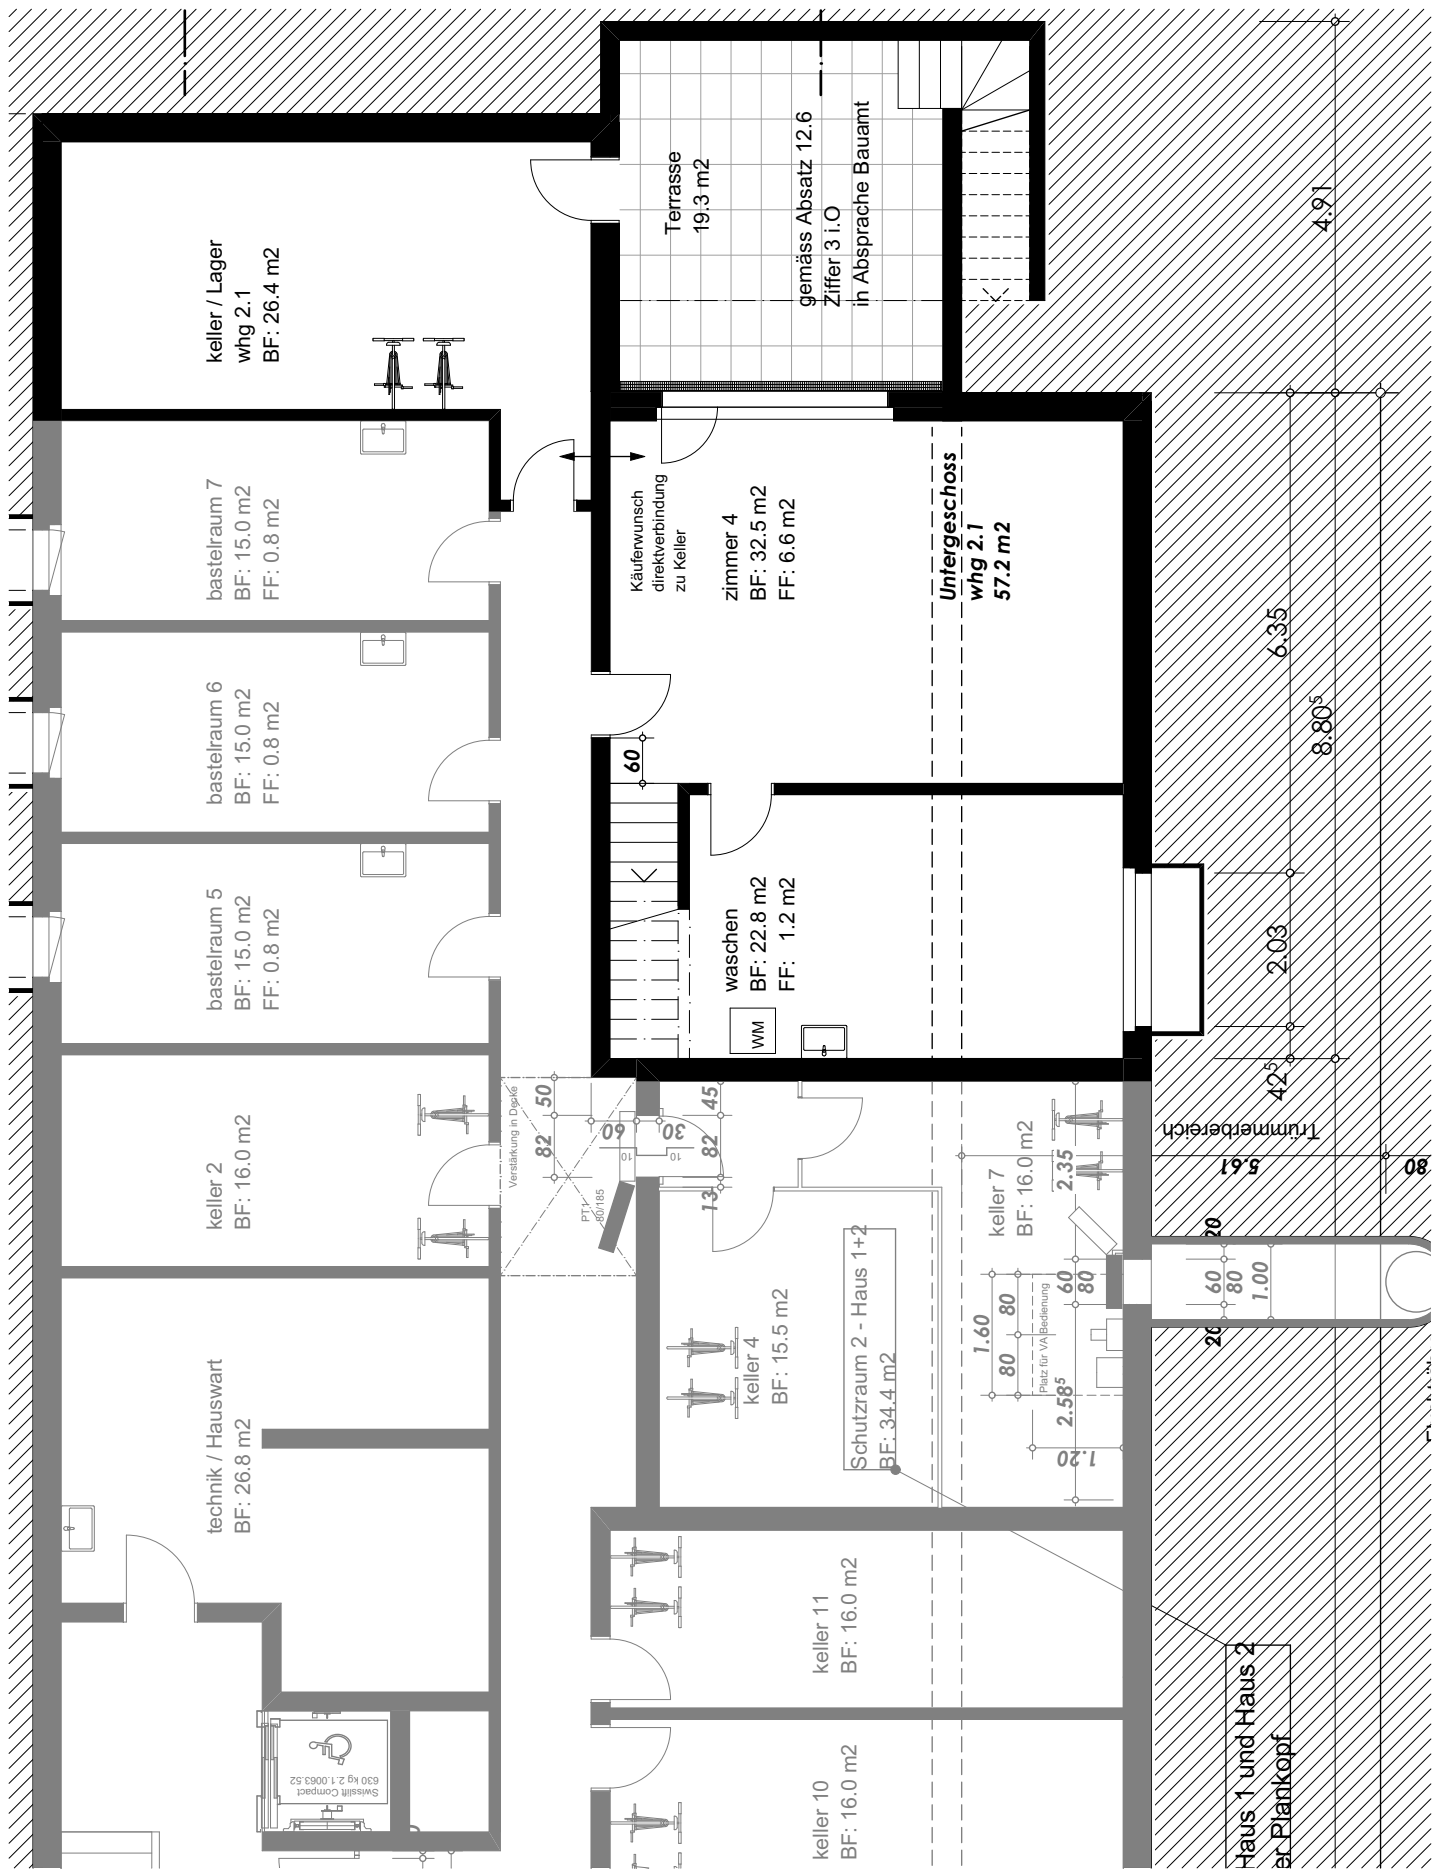 keller / Lager
whg 2.1
BF: 26.4 m2
Terrasse
19.3 m2
gemäss Absatz 12.6
Ziffer 3 i.O
in Absprache Bauamt
4.91
bastelraum 7
BF: 15.0 m2
FF: 0.8 m2
Käuferwunsch
direktverbindung
zu Keller
zimmer 4
BF: 32.5 m2
FF: 6.6 m2
Untergeschoss
whg 2.1
57.2 m2
6.35
8.80⁵
bastelraum 6
BF: 15.0 m2
FF: 0.8 m2
60
bastelraum 5
BF: 15.0 m2
FF: 0.8 m2
waschen
BF: 22.8 m2
FF: 1.2 m2
WM
2.03
42⁵
keller 2
BF: 16.0 m2
Verstärkung in Decke
50
82
60
30
10
10
45
82
13
PT1
80/185
keller 7
BF: 16.0 m2
2.35
Trümmerbereich
5.61
80
technik / Hauswart
BF: 26.8 m2
keller 4
BF: 15.5 m2
Schutzraum 2 - Haus 1+2
BF: 34.4 m2
1.60
80
80
Platz für VA Bedienung
60
80
2.58⁵
1.20
20
60
80
1.00
20
keller 11
BF: 16.0 m2
keller 10
BF: 16.0 m2
Swisslift Compact
630 kg 2.1.0063.52
Haus 1 und Haus 2
er Plankopf